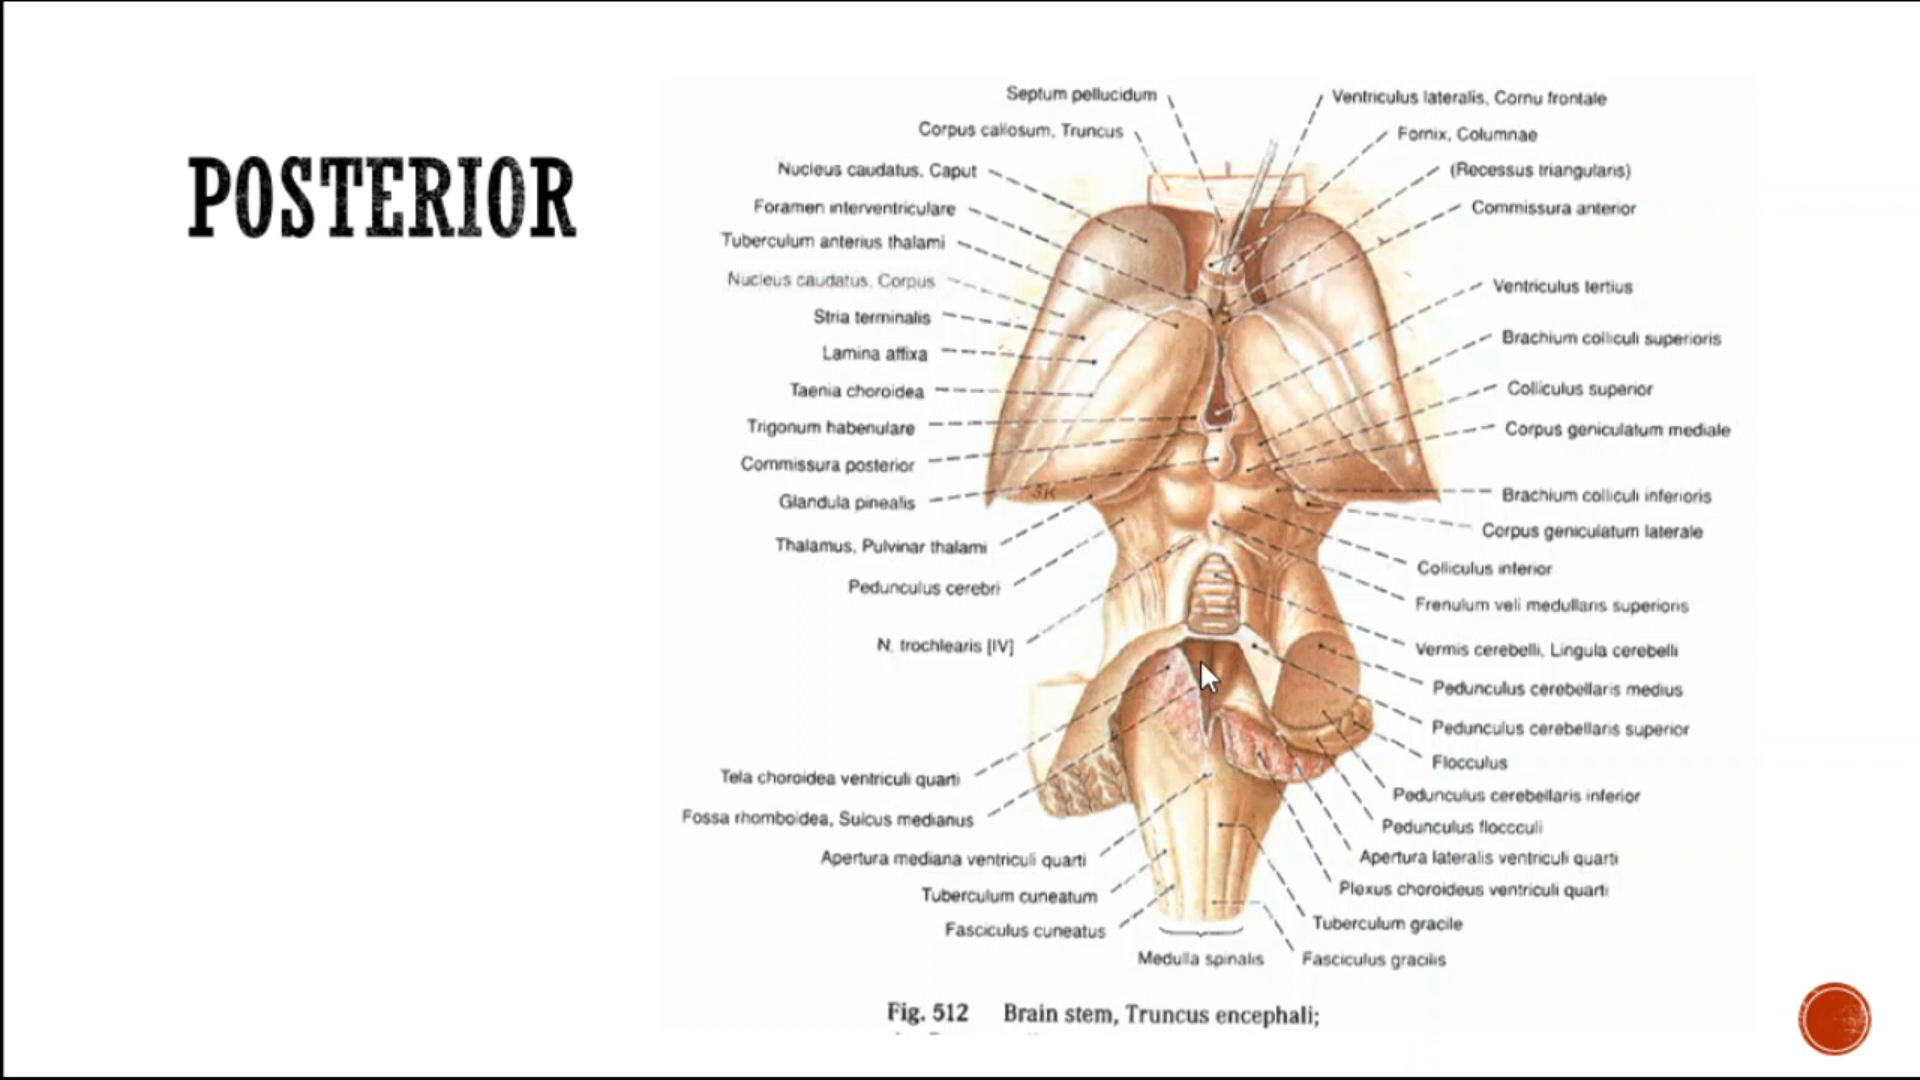 POSTERIOR
Septum pellucidum
Corpus callosum, Truncus
Nucleus caudatus, Caput
Foramen interventriculare
Tuberculum anterius thalami
Nucleus caudatus, Corpus
Stria terminalis
Lamina affixa
Taenia choroidea
Trigonum habenulare
Commissura posterior
Glandula pinealis
Thalamus, Pulvinar thalami
Pedunculus cerebri
N. trochlearis [IV]
Tela choroidea ventriculi quarti
Fossa rhomboidea, Sulcus medianus
Apertura mediana ventriculi quarti
Tuberculum cuneatum
Fasciculus cuneatus
Medulla spinalis
Ventriculus lateralis, Cornu frontale
Fornix, Columnae
(Recessus triangularis)
Commissura anterior
Ventriculus tertius
Brachium colliculi superioris
Colliculus superior
Corpus geniculatum mediale
Brachium colliculi inferioris
Corpus geniculatum laterale
Colliculus inferior
Frenulum veli medullaris superioris
Vermis cerebelli, Lingula cerebelli
Pedunculus cerebellaris medius
Pedunculus cerebellaris superior
Flocculus
Pedunculus cerebellaris inferior
Pedunculus floccculi
Apertura lateralis ventriculi quarti
Plexus choroideus ventriculi quarti
Tuberculum gracile
Fasciculus gracilis
Fig. 512 Brain stem, Truncus encephali;